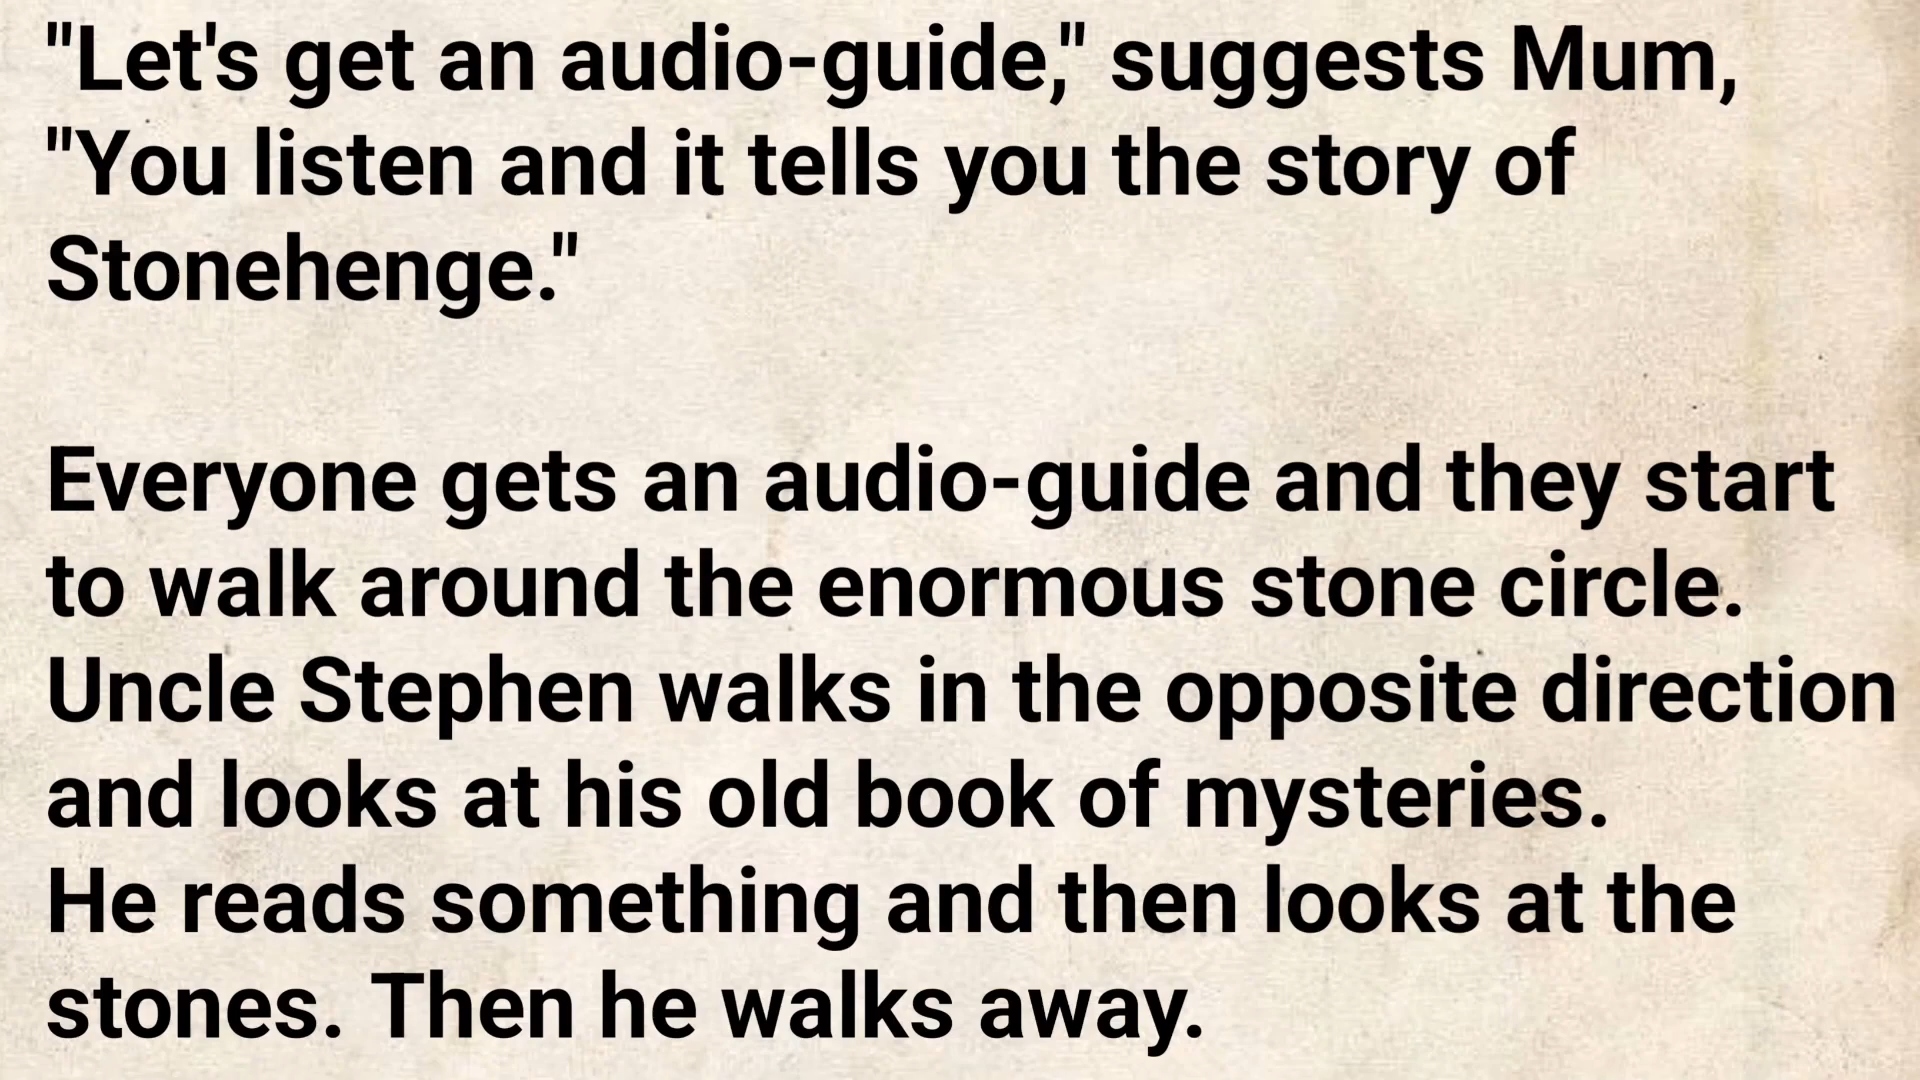 "Let's get an audio-guide," suggests Mum,
"You listen and it tells you the story of
Stonehenge."
Everyone gets an audio-guide and they start
to walk around the enormous stone circle.
Uncle Stephen walks in the opposite direction
and looks at his old book of mysteries.
He reads something and then looks at the
stones. Then he walks away.